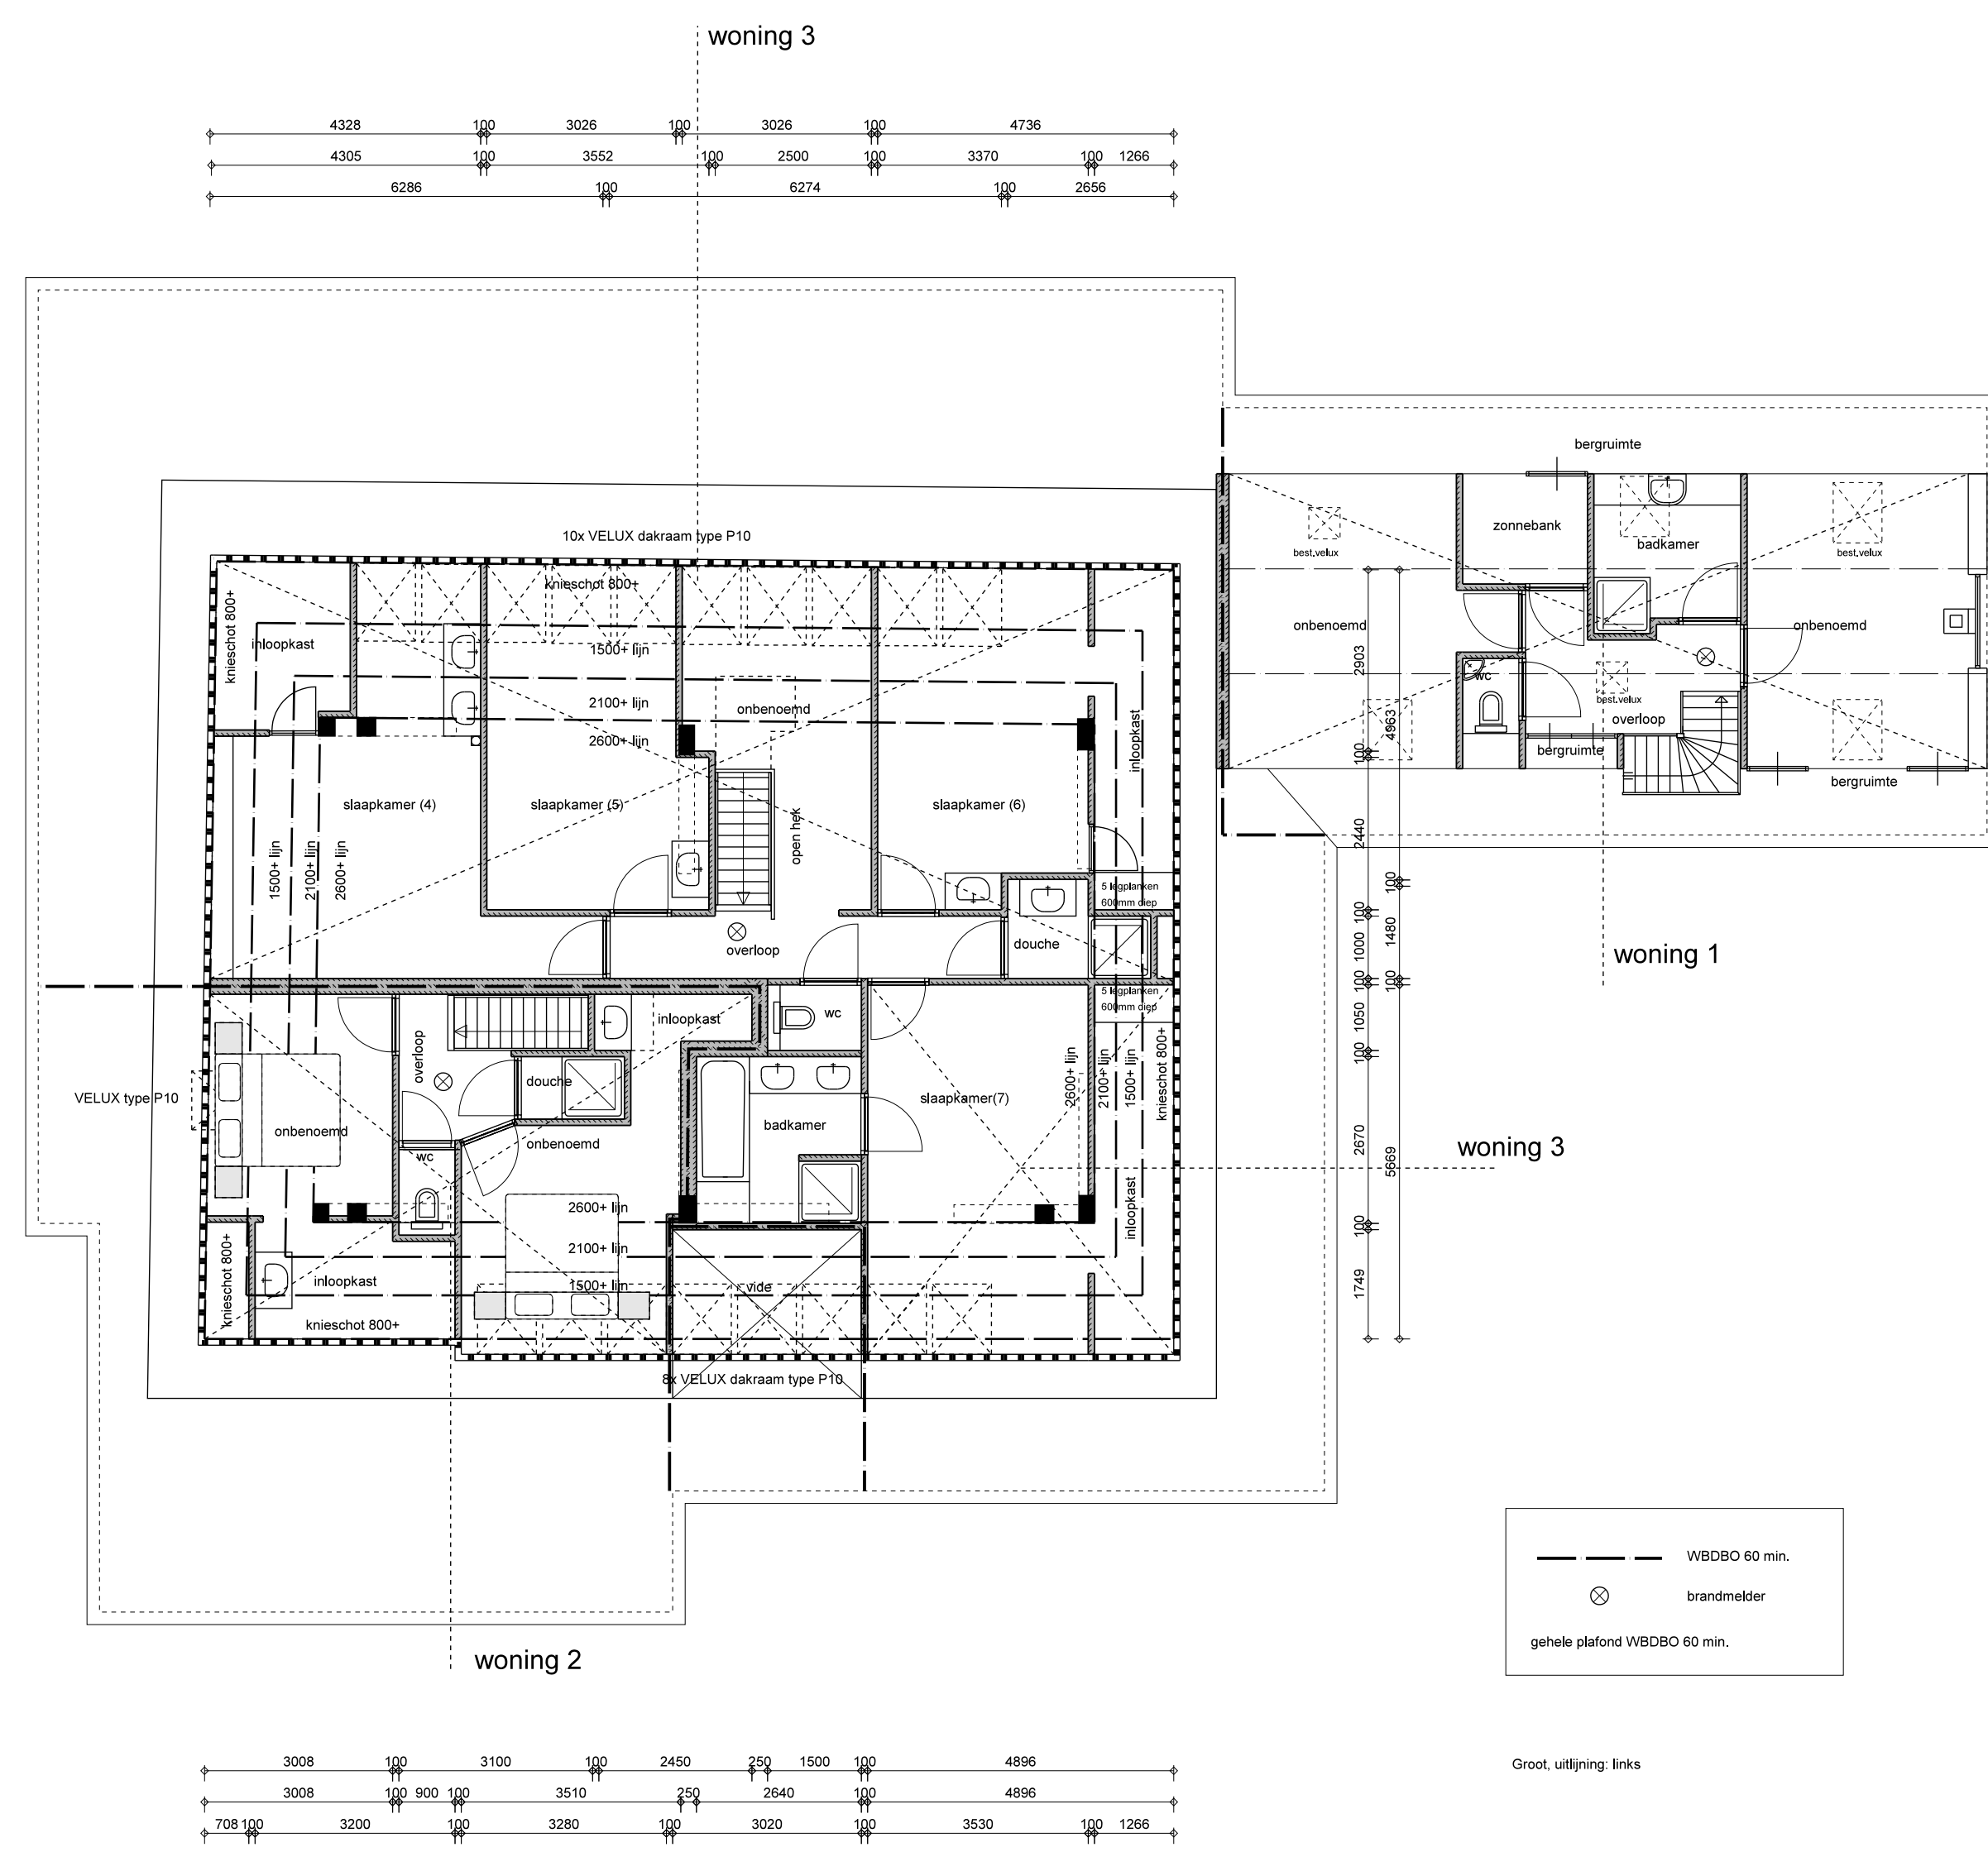 woning 3
4328 100 3026 100 3026 100 4736
4305 100 3552 100 2500 100 3370 100 1266
6286 100 6274 100 2656
bergruimte
10x VELUX dakraam type P10
zonnebank
badkamer
best.velux
best.velux
knieschot 800+
knieschot 800+
inloopkast
1500+ lijn
2100+ lijn
2600+ lijn
onbenoemd
onbenoemd
onbenoemd
wc
best.velux
overloop
bergruimte
bergruimte
inloopkast
slaapkamer (4)
slaapkamer (5)
slaapkamer (6)
open hek
1500+ lijn
2100+ lijn
2600+ lijn
5 legplanken
600mm diep
overloop
douche
woning 1
2903
100
2440
100
1000
100
1050
100
2670
100
1749
4963
100
1480
100
5669
5 legplanken
600mm diep
inloopkast
wc
overloop
douche
VELUX type P10
onbenoemd
onbenoemd
wc
badkamer
slaapkamer(7)
2600+ lijn
2100+ lijn
1500+ lijn
knieschot 800+
woning 3
inloopkast
2600+ lijn
2100+ lijn
1500+ lijn
knieschot 800+
inloopkast
knieschot 800+
vide
8x VELUX dakraam type P10
WBDBO 60 min.
brandmelder
gehele plafond WBDBO 60 min.
woning 2
3008 100 3100 100 2450 250 1500 100 4896
3008 100 900 100 3510 250 2640 100 4896
708 100 3200 100 3280 100 3020 100 3530 100 1266
Groot, uitlijning: links